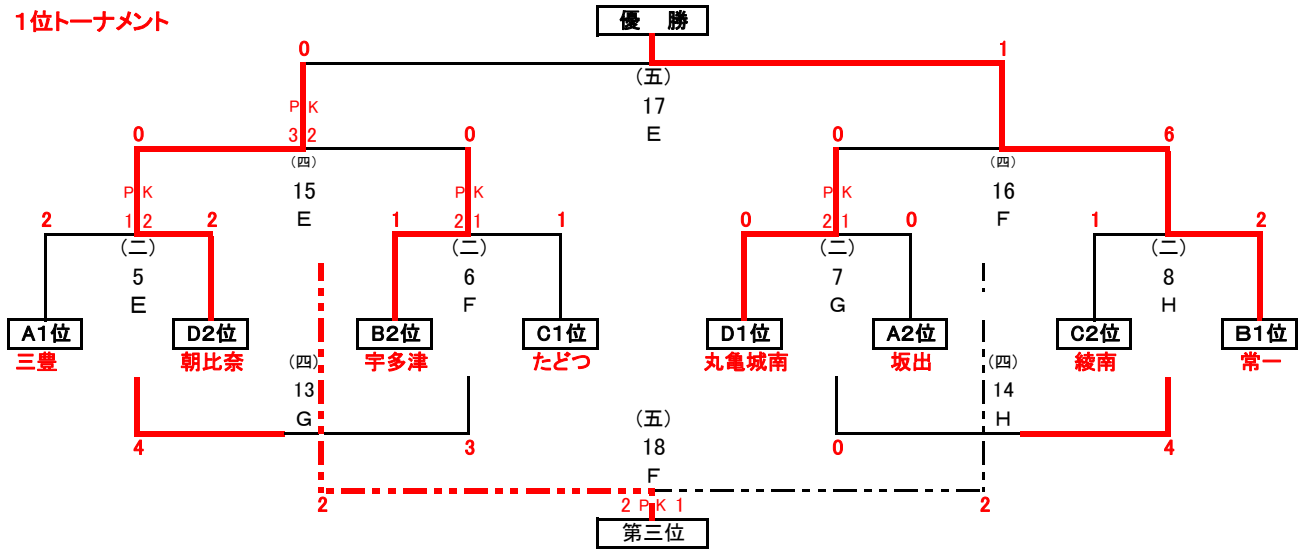 1位トーナメント
優　勝
0 1
(五)
17
E
P K
3 2
0 0 0 6
(四) (四)
15 16
E F
P K P K P K
1 2 2 1 2 1
2 2 1 1 0 0 1 2
(二) (二) (二) (二)
5 6 7 8
E F G H
A1位 D2位 B2位 C1位 D1位 A2位 C2位 B1位
三豊 朝比奈 宇多津 たどつ 丸亀城南 坂出 綾南 常一
(四) (四)
13 14
G H
(五)
18
F
4 3 0 4
2 2 P K 1 2
第三位